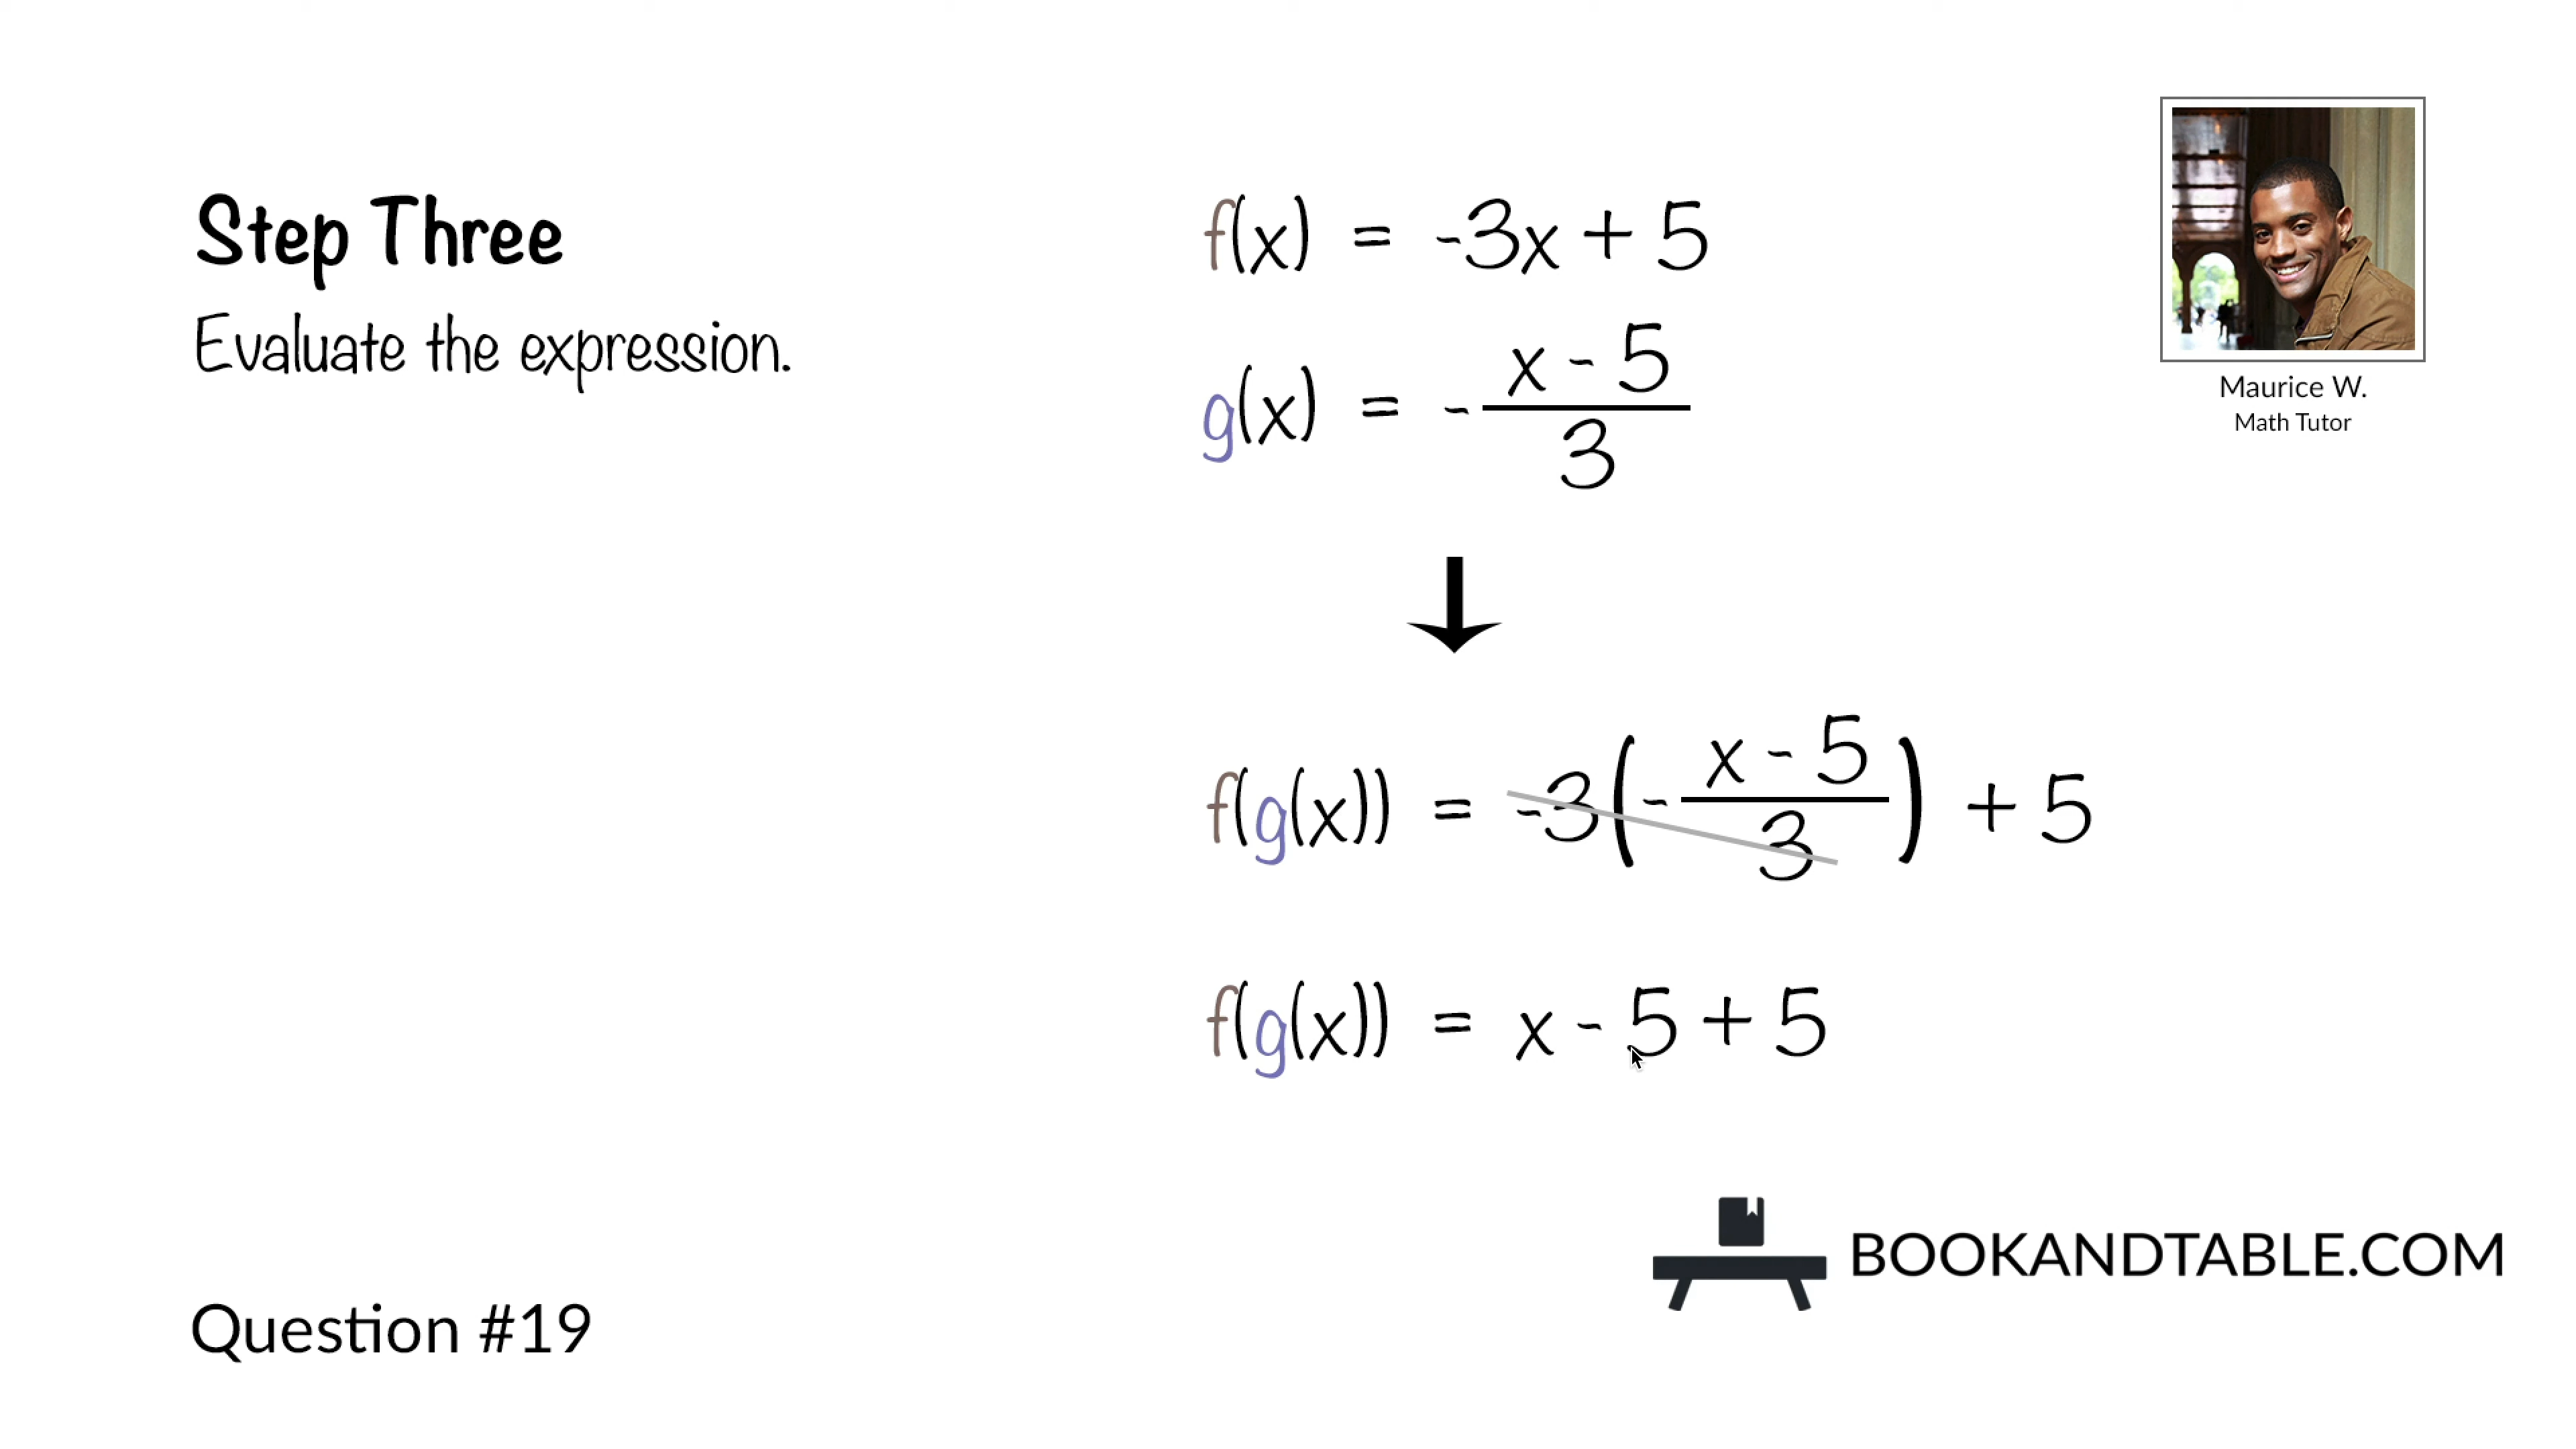 Step Three
Evaluate the expression.
f(x) = -3x + 5
g(x) = - x - 5
3
Maurice W.
Math Tutor
f(g(x)) = -3(- x - 5
3) + 5
f(g(x)) = x - 5 + 5
BOOKANDTABLE.COM
Question #19